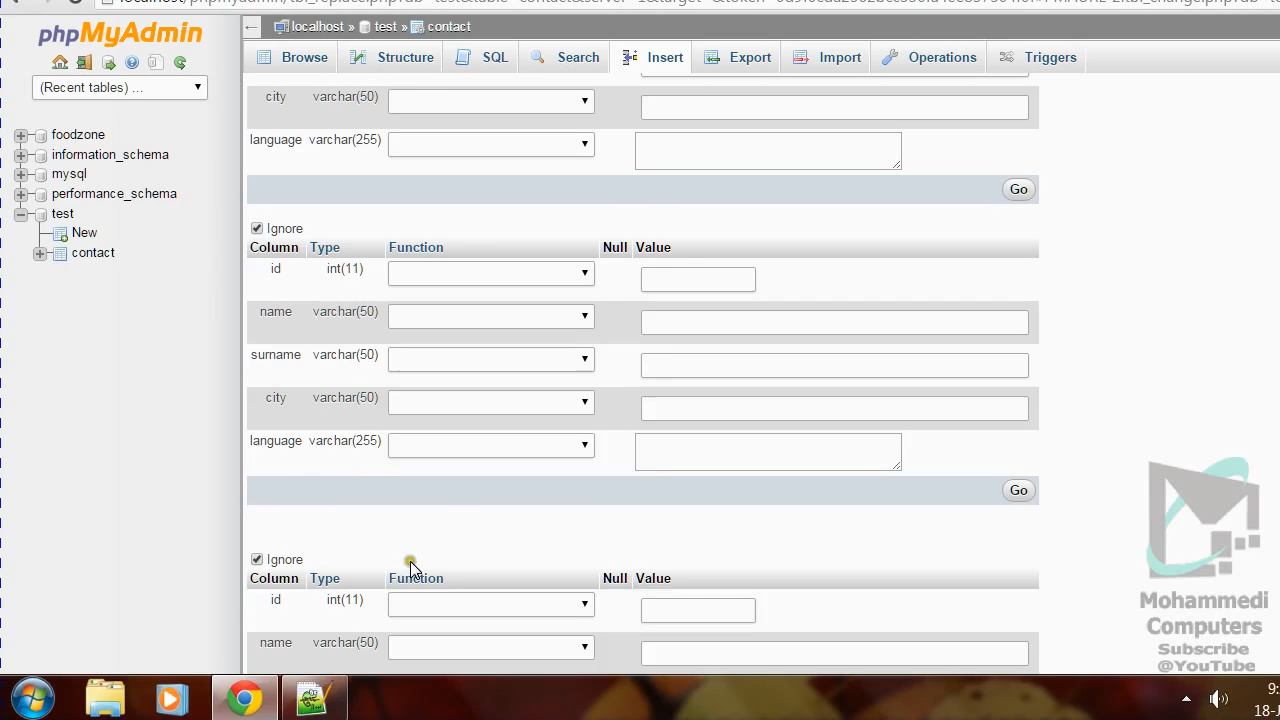 phpMyAdmin
localhost » test » contact
Browse Structure SQL Search Insert Export Import Operations Triggers
(Recent tables) ...
foodzone
information_schema
mysql
performance_schema
test
New
contact
city varchar(50)
language varchar(255)
Go
Ignore
Column Type Function Null Value
id int(11)
name varchar(50)
surname varchar(50)
city varchar(50)
language varchar(255)
Go
Ignore
Column Type Function Null Value
id int(11)
name varchar(50)
Mohammedi
Computers
Subscribe
@YouTube